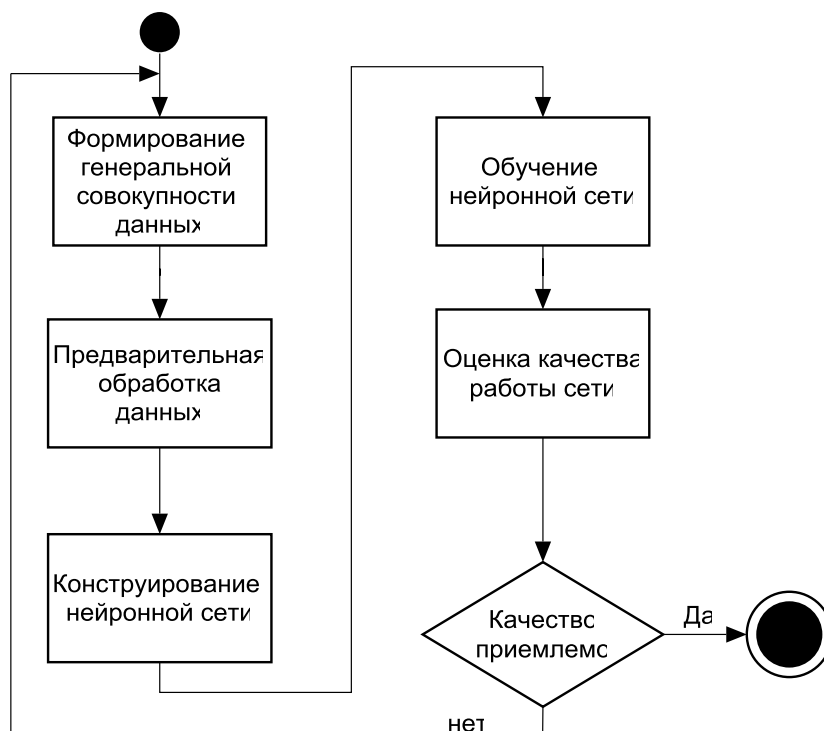 Формирование
генеральной
совокупности
данных
Предварительная
обработка
данных
Конструирование
нейронной сети
Обучение
нейронной сети
Оценка качества
работы сети
Качество
приемлемо
Да
нет